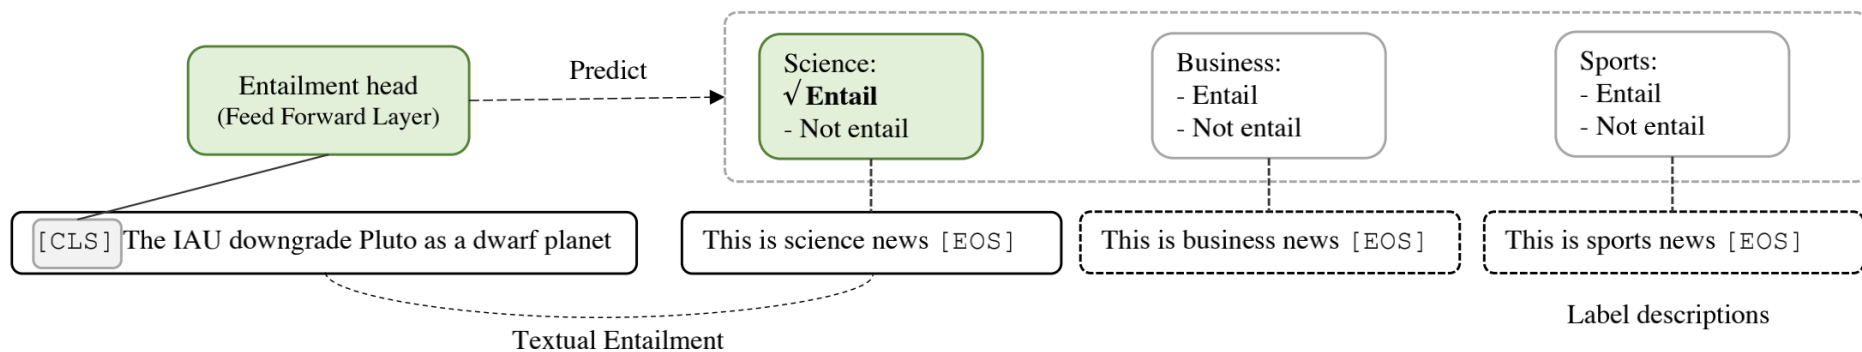 Entailment head
(Feed Forward Layer)
Predict
Science:
√ Entail
- Not entail
Business:
- Entail
- Not entail
Sports:
- Entail
- Not entail
[CLS] The IAU downgrade Pluto as a dwarf planet
This is science news [EOS]
This is business news [EOS]
This is sports news [EOS]
Textual Entailment
Label descriptions